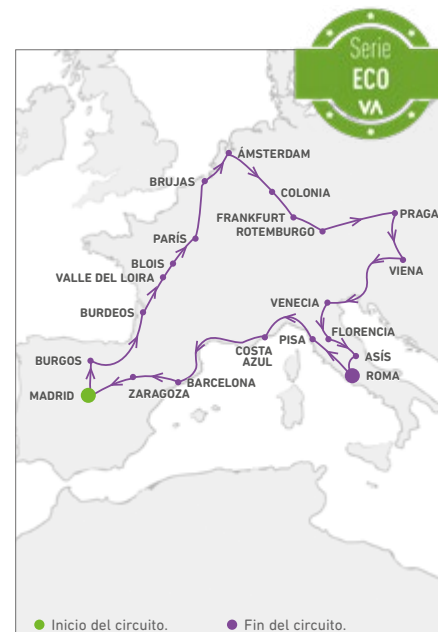 Serie
ECO
VA
ÁMSTERDAM
BRUJAS
COLONIA
FRANKFURT
PRAGA
ROTEMBURGO
PARÍS
BLOIS
VIENA
VALLE DEL LOIRA
VENECIA
BURDEOS
FLORENCIA
PISA
COSTA
AZUL
BURGOS
ASÍS
ROMA
BARCELONA
MADRID
ZARAGOZA
Inicio del circuito.
Fin del circuito.